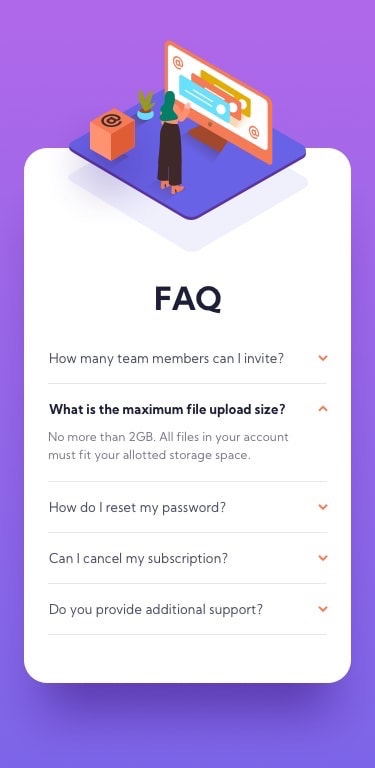 @
@
@
FAQ
How many team members can I invite?
What is the maximum file upload size?
No more than 2GB. All files in your account
must fit your allotted storage space.
How do I reset my password?
Can I cancel my subscription?
Do you provide additional support?